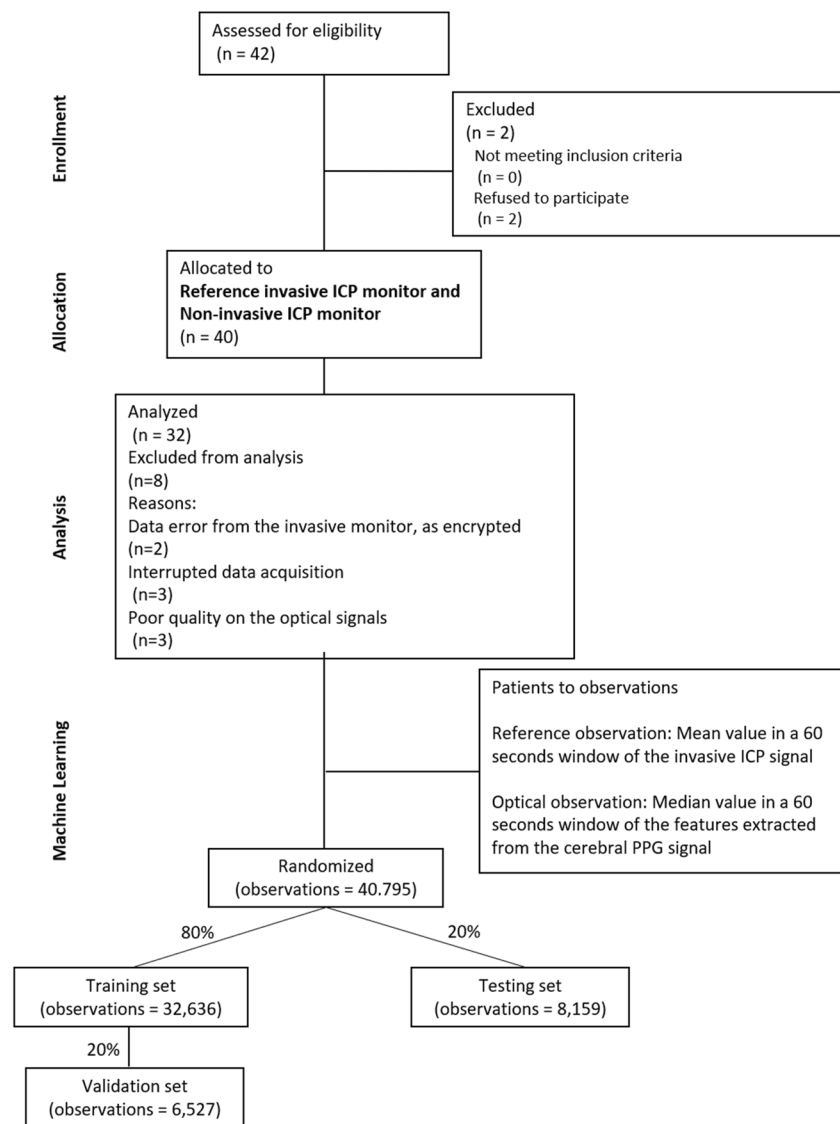 Assessed for eligibility
(n = 42)
Enrollment
Excluded
(n = 2)
Not meeting inclusion criteria
(n = 0)
Refused to participate
(n = 2)
Allocation
Allocated to
Reference invasive ICP monitor and
Non-invasive ICP monitor
(n = 40)
Analysis
Analyzed
(n = 32)
Excluded from analysis
(n=8)
Reasons:
Data error from the invasive monitor, as encrypted
(n=2)
Interrupted data acquisition
(n=3)
Poor quality on the optical signals
(n=3)
Machine Learning
Patients to observations
Reference observation: Mean value in a 60
seconds window of the invasive ICP signal
Optical observation: Median value in a 60
seconds window of the features extracted
from the cerebral PPG signal
Randomized
(observations = 40.795)
80%
20%
Training set
(observations = 32,636)
Testing set
(observations = 8,159)
20%
Validation set
(observations = 6,527)